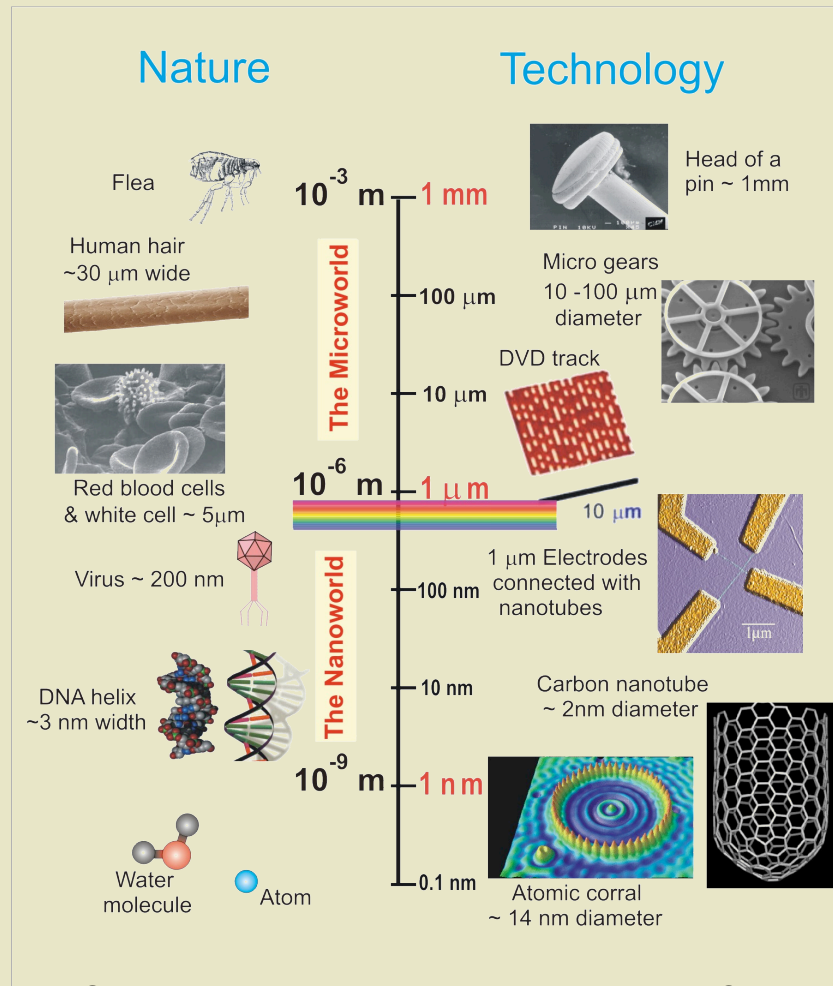 Nature
Technology
Flea
10⁻³ m
1 mm
Head of a
pin ~ 1mm
PIN 10KV
Human hair
~30 μm wide
The Microworld
100 μm
Micro gears
10 -100 μm
diameter
DVD track
10 μm
Red blood cells
& white cell ~ 5μm
10⁻⁶ m
1 μm
10 μm
Virus ~ 200 nm
The Nanoworld
100 nm
1 μm Electrodes
connected with
nanotubes
1μm
DNA helix
~3 nm width
10 nm
Carbon nanotube
~ 2nm diameter
10⁻⁹ m
1 nm
Water
molecule
Atom
0.1 nm
Atomic corral
~ 14 nm diameter